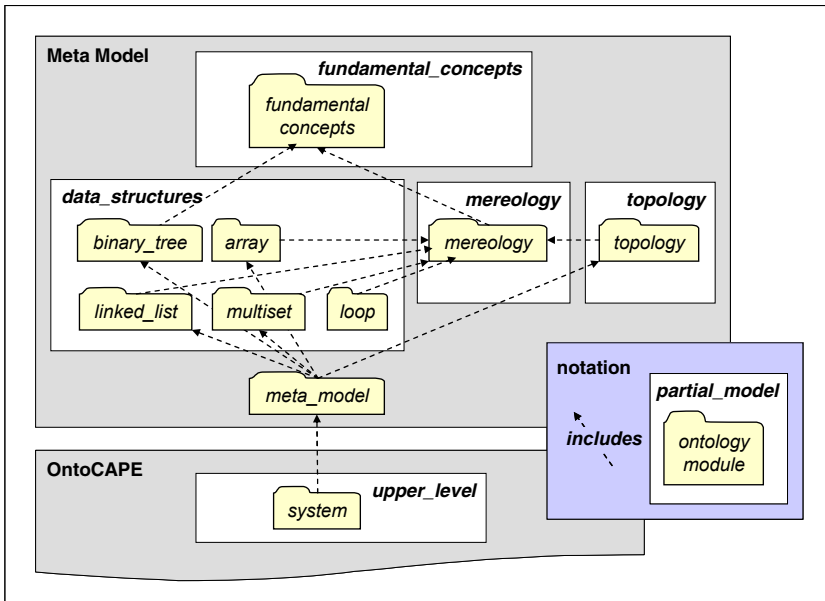 Meta Model
fundamental_concepts
fundamental
concepts
data_structures
mereology
topology
binary_tree
array
mereology
topology
linked_list
multiset
loop
meta_model
notation
partial_model
includes
ontology
module
OntoCAPE
upper_level
system